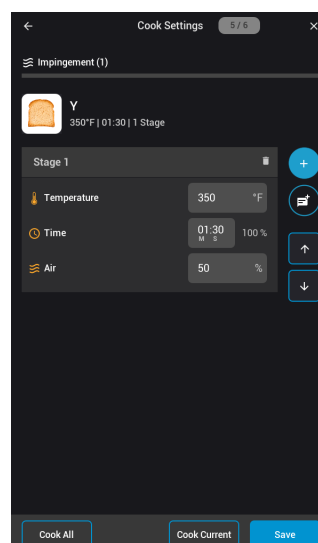 Cook Settings 5 / 6
Impingement (1)
Y
350°F | 01:30 | 1 Stage
Stage 1
Temperature 350 °F
Time 01:30 100 %
M S
Air 50 %
Cook All Cook Current Save